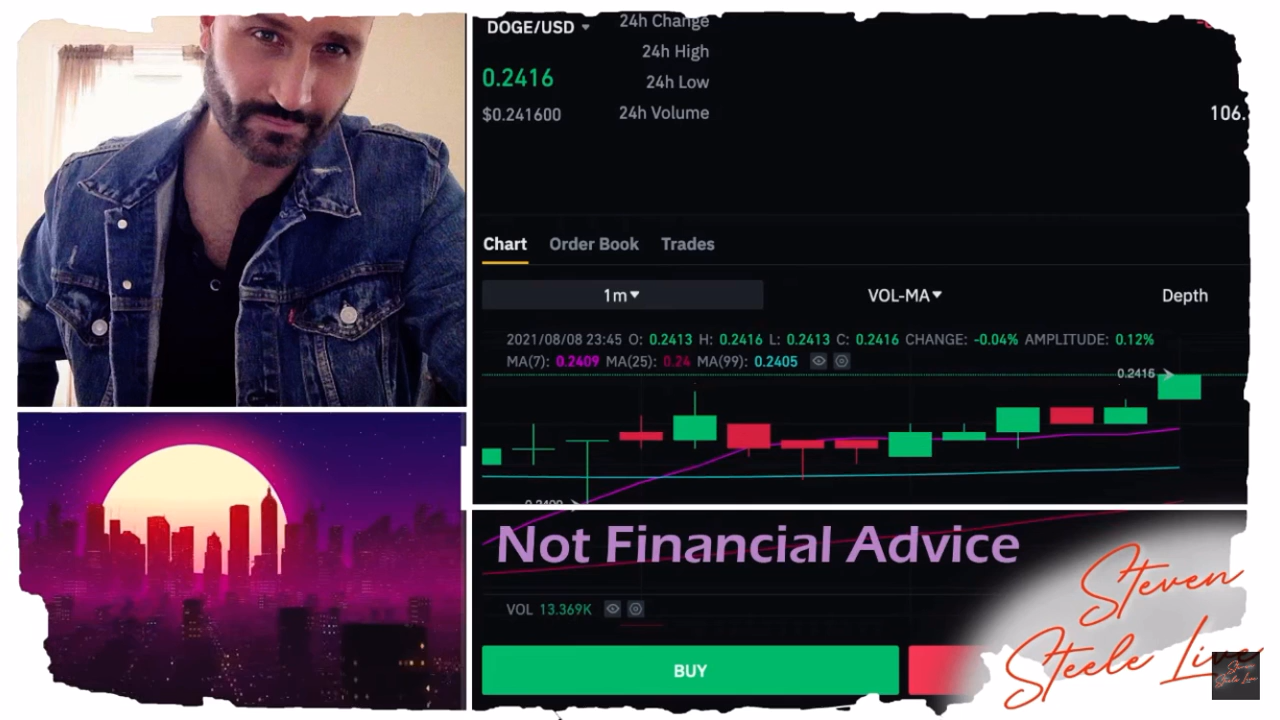 DOGE/USD
24h Change
24h High
0.2416
24h Low
$0.241600
24h Volume
106.
Chart Order Book Trades
1m VOL-MA Depth
2021/08/08 23:45 O: 0.2413 H: 0.2416 L: 0.2413 C: 0.2416 CHANGE: -0.04% AMPLITUDE: 0.12%
MA(7): 0.2409 MA(25): 0.24 MA(99): 0.2405
0.2416
Not Financial Advice
VOL 13.369K
BUY
Steven
Steele Live
Steven
Steele Live